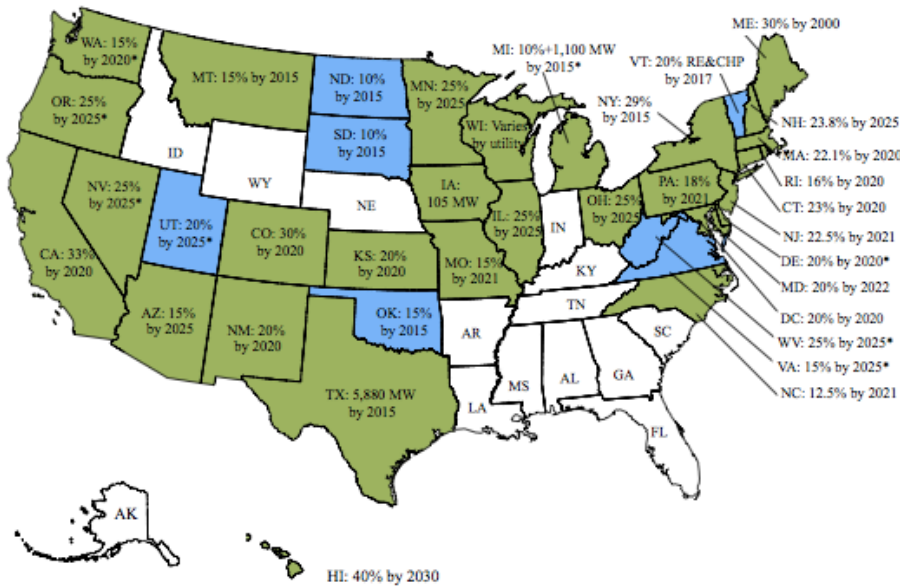 ME: 30% by 2000
WA: 15%
by 2020*
MI: 10%+1,100 MW
by 2015*
VT: 20% RE&CHP
by 2017
MT: 15% by 2015
ND: 10%
by 2015
MN: 25%
by 2025
NY: 29%
by 2015
OR: 25%
by 2025*
SD: 10%
by 2015
WI: Varies
by utility
NH: 23.8% by 2025
ID
MA: 22.1% by 2020
WY
NV: 25%
by 2025*
IA:
105 MW
PA: 18%
by 2021
RI: 16% by 2020
NE
OH: 25%
by 2025
CT: 23% by 2020
UT: 20%
by 2025*
CO: 30%
by 2020
IL: 25%
by 2025
IN
NJ: 22.5% by 2021
CA: 33%
by 2020
KS: 20%
by 2020
MO: 15%
by 2021
DE: 20% by 2020*
KY
MD: 20% by 2022
AZ: 15%
by 2025
OK: 15%
by 2015
TN
DC: 20% by 2020
NM: 20%
by 2020
AR
SC
WV: 25% by 2025*
VA: 15% by 2025*
MS
AL
GA
NC: 12.5% by 2021
TX: 5,880 MW
by 2015
LA
FL
AK
HI: 40% by 2030